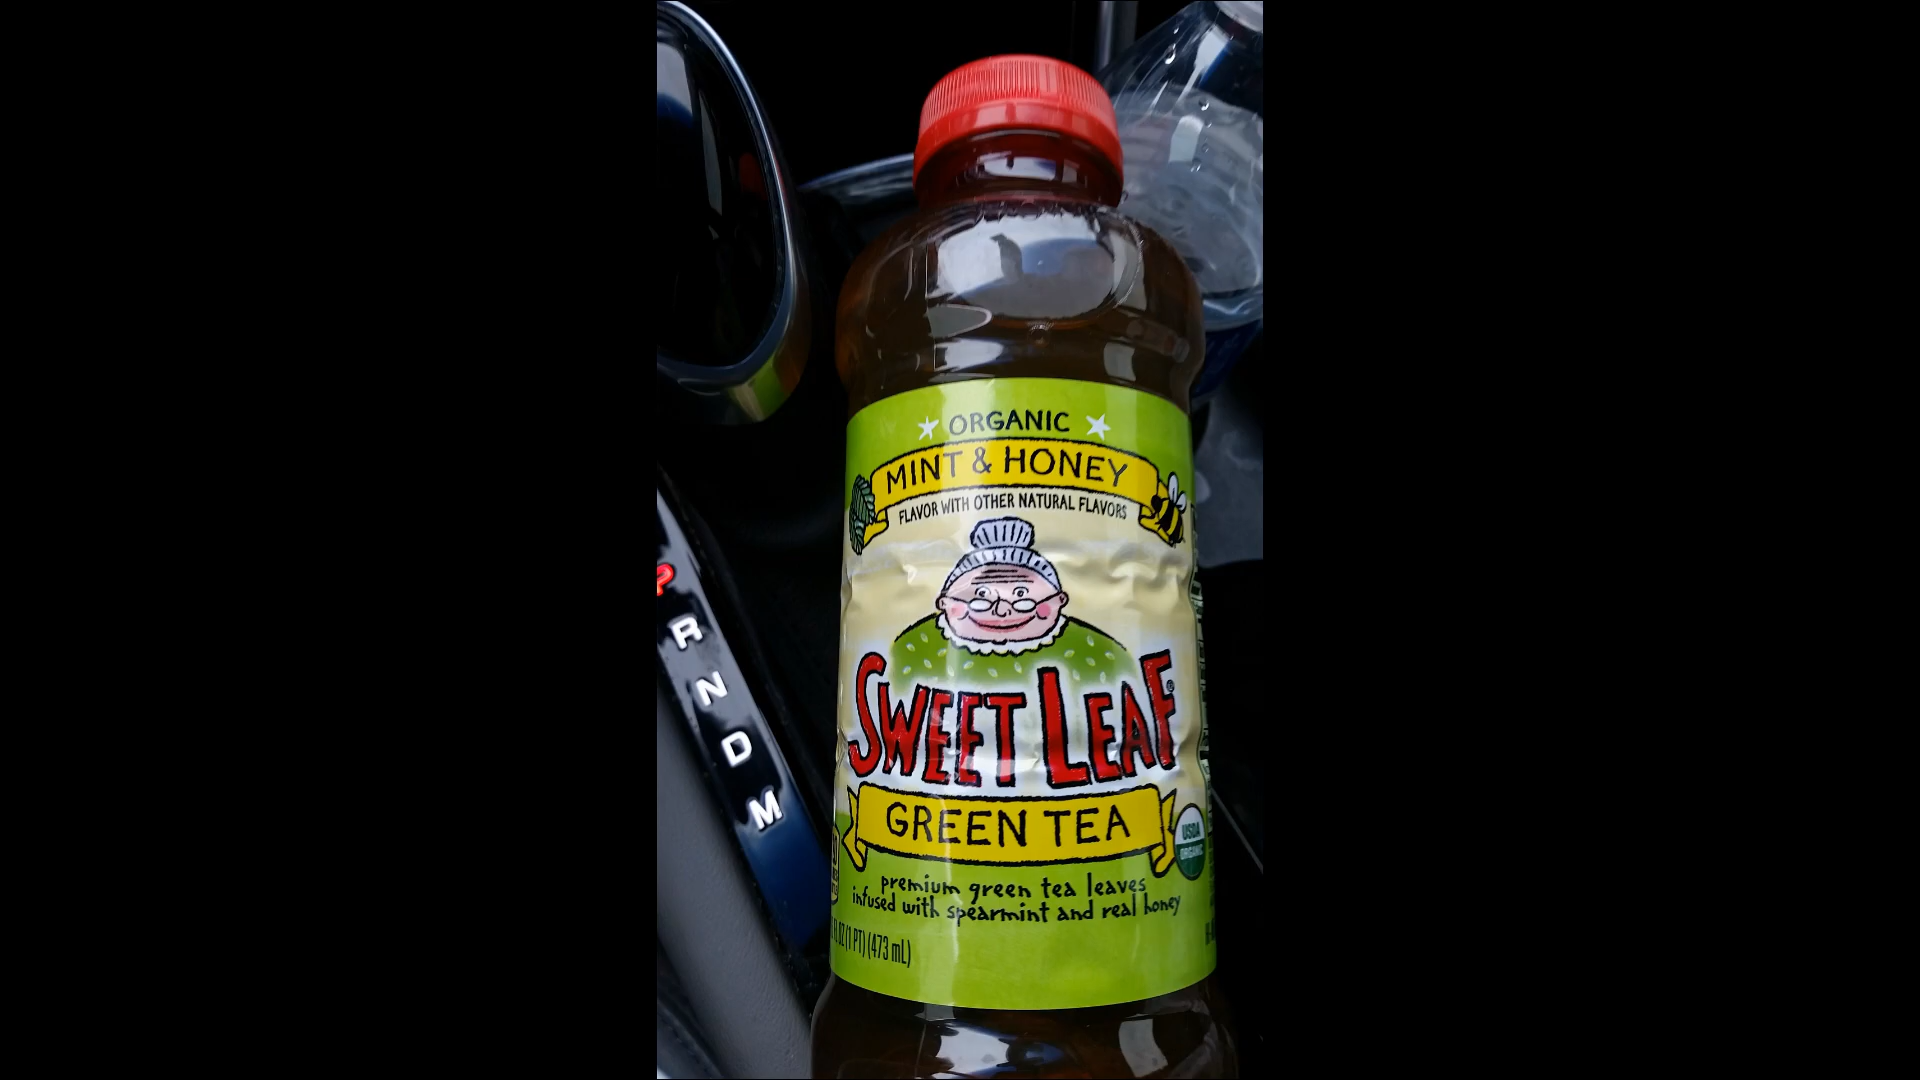 ORGANIC
MINT & HONEY
FLAVOR WITH OTHER NATURAL FLAVORS
SWEET LEAF®
GREEN TEA
USDA
ORGANIC
premium green tea leaves
infused with spearmint and real honey
(1 PT) (473 mL)
P
R
N
D
M